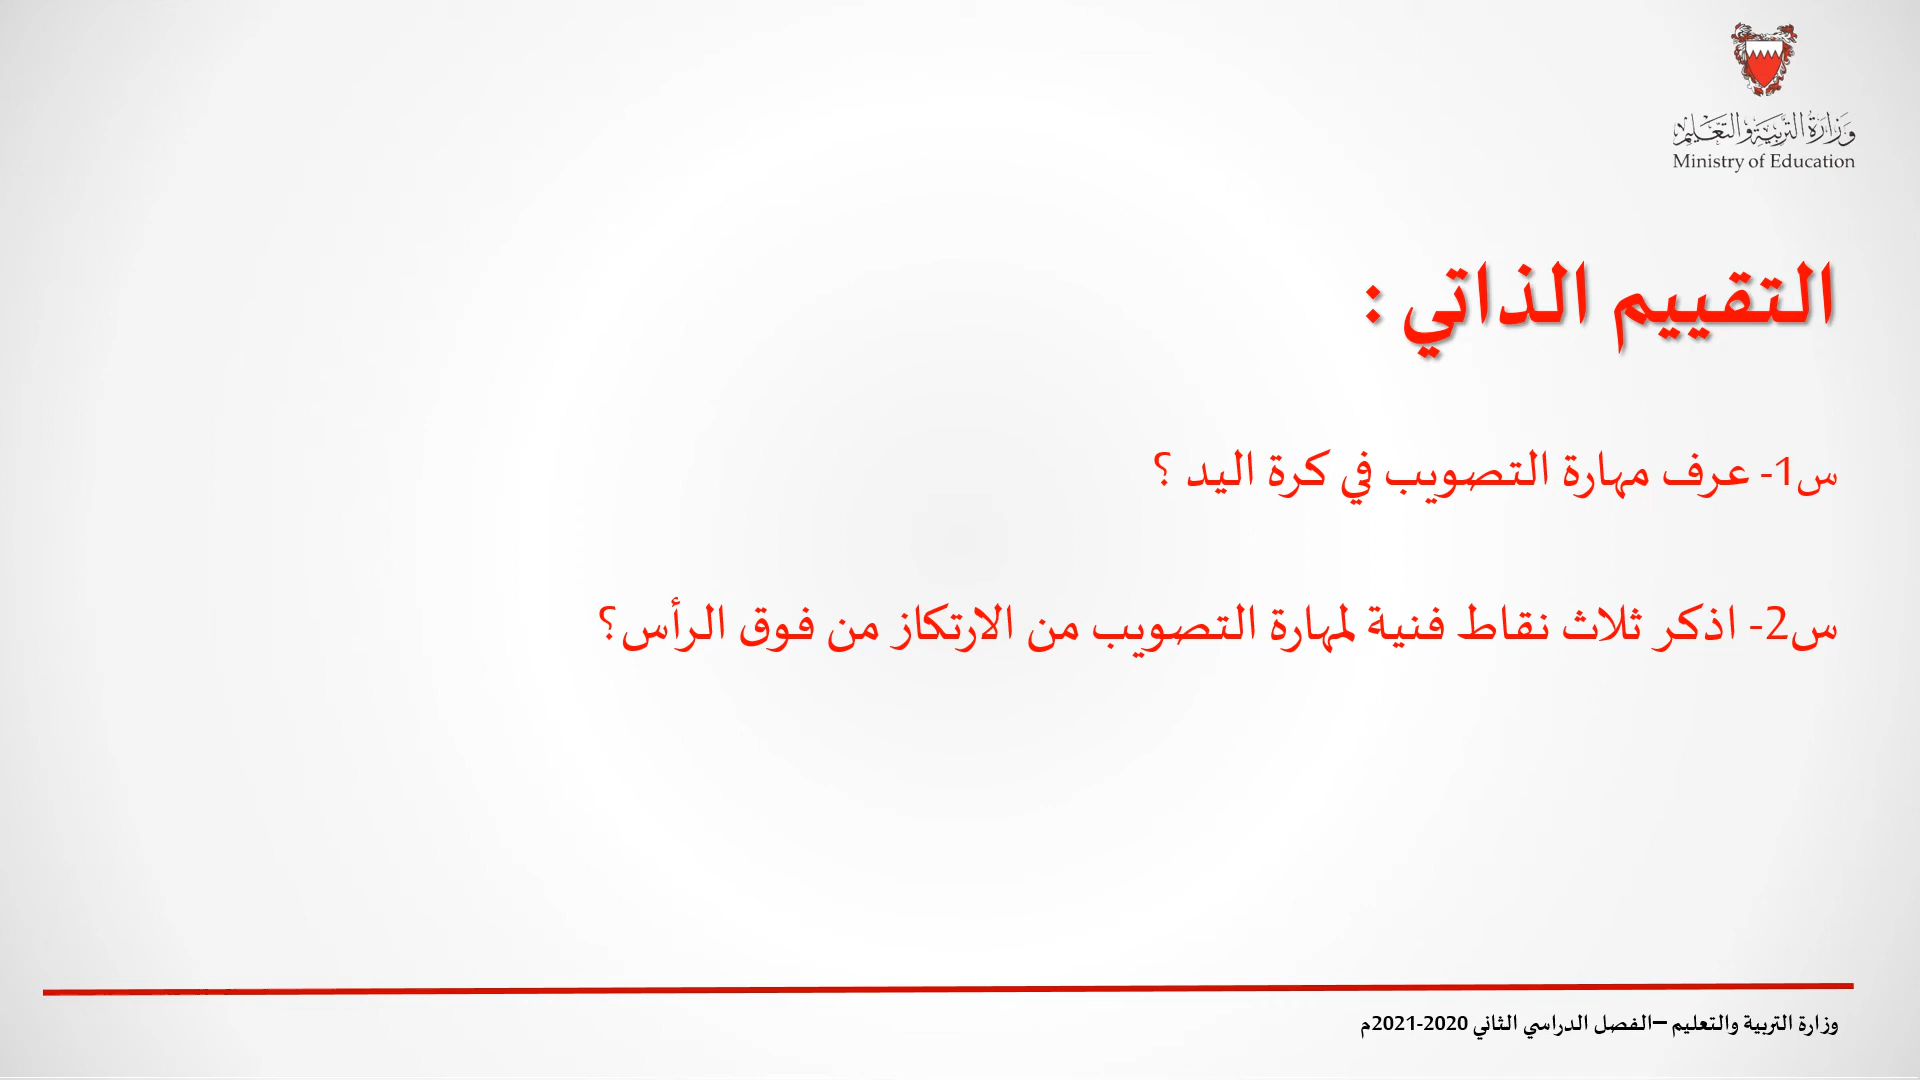 وزارة التربية والتعليم
Ministry of Education
التقييم الذاتي :
س1- عرف مهارة التصويب في كرة اليد ؟
س2- اذكر ثلاث نقاط فنية لمهارة التصويب من الارتكاز من فوق الرأس؟
وزارة التربية والتعليم –الفصل الدراسي الثاني 2020-2021م